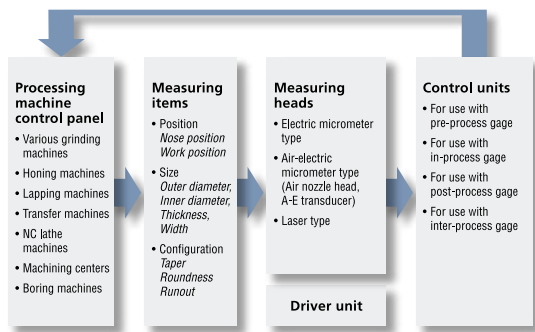 Processing
machine
control panel
• Various grinding
machines
• Honing machines
• Lapping machines
• Transfer machines
• NC lathe
machines
• Machining centers
• Boring machines
Measuring
items
• Position
Nose position
Work position
• Size
Outer diameter,
Inner diameter,
Thickness,
Width
• Configuration
Taper
Roundness
Runout
Measuring
heads
• Electric micrometer
type
• Air-electric
micrometer type
(Air nozzle head,
A-E transducer)
• Laser type
Driver unit
Control units
• For use with
pre-process gage
• For use with
in-process gage
• For use with
post-process gage
• For use with
inter-process gage